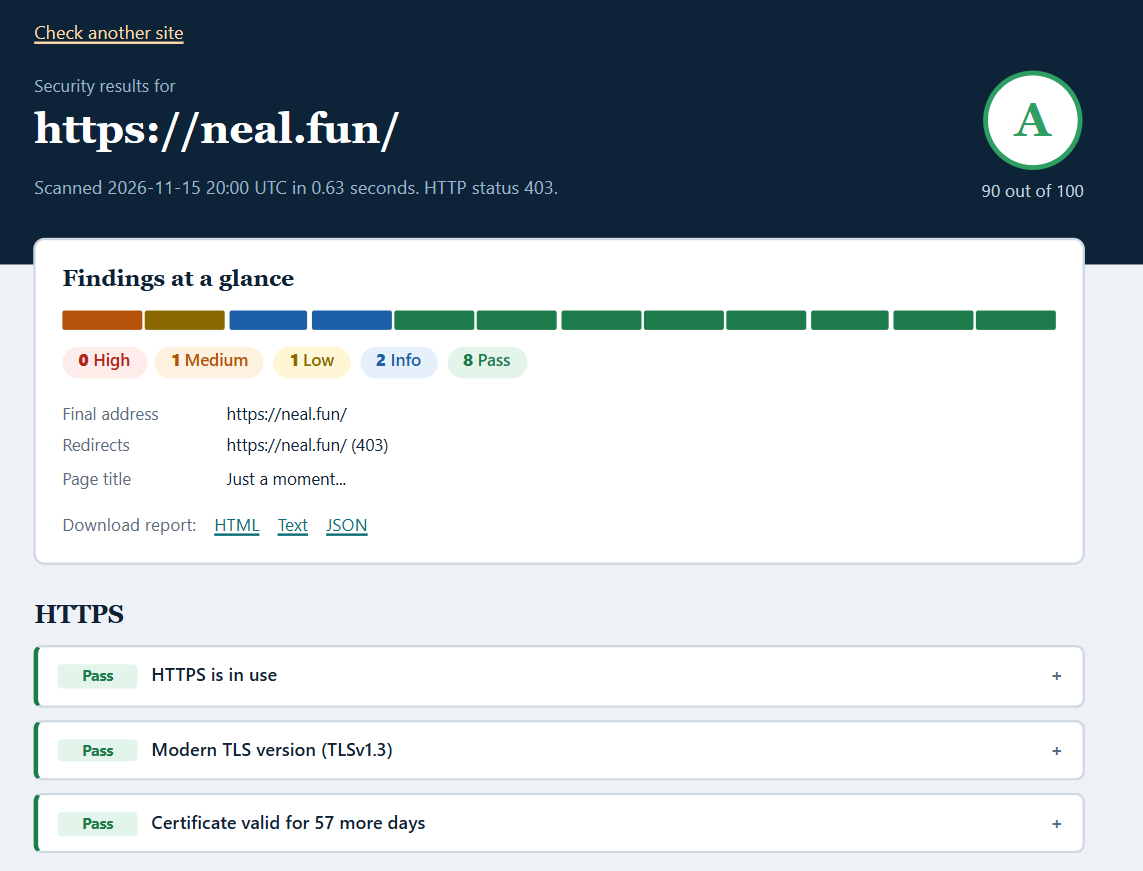 Check another site
Security results for
https://neal.fun/
Scanned 2026-11-15 20:00 UTC in 0.63 seconds. HTTP status 403.
A
90 out of 100
Findings at a glance
0 High 1 Medium 1 Low 2 Info 8 Pass
Final address https://neal.fun/
Redirects https://neal.fun/ (403)
Page title Just a moment...
Download report: HTML Text JSON
HTTPS
Pass HTTPS is in use +
Pass Modern TLS version (TLSv1.3) +
Pass Certificate valid for 57 more days +